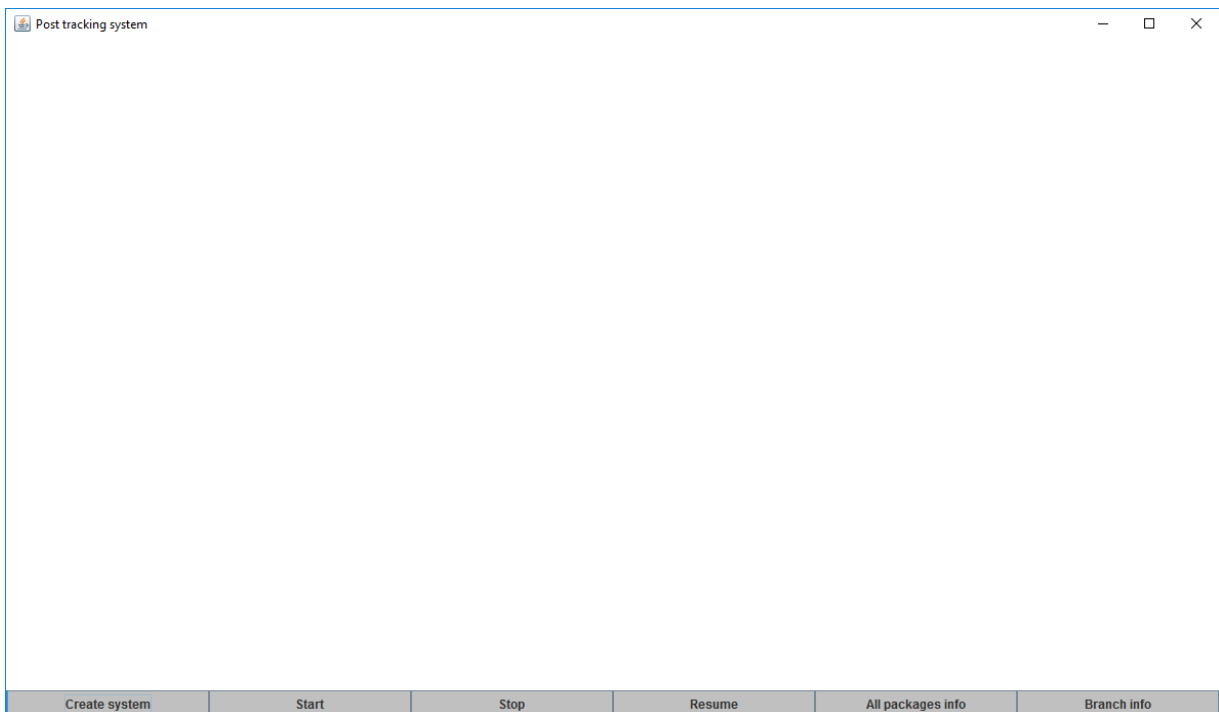 Post tracking system
Create system Start Stop Resume All packages info Branch info